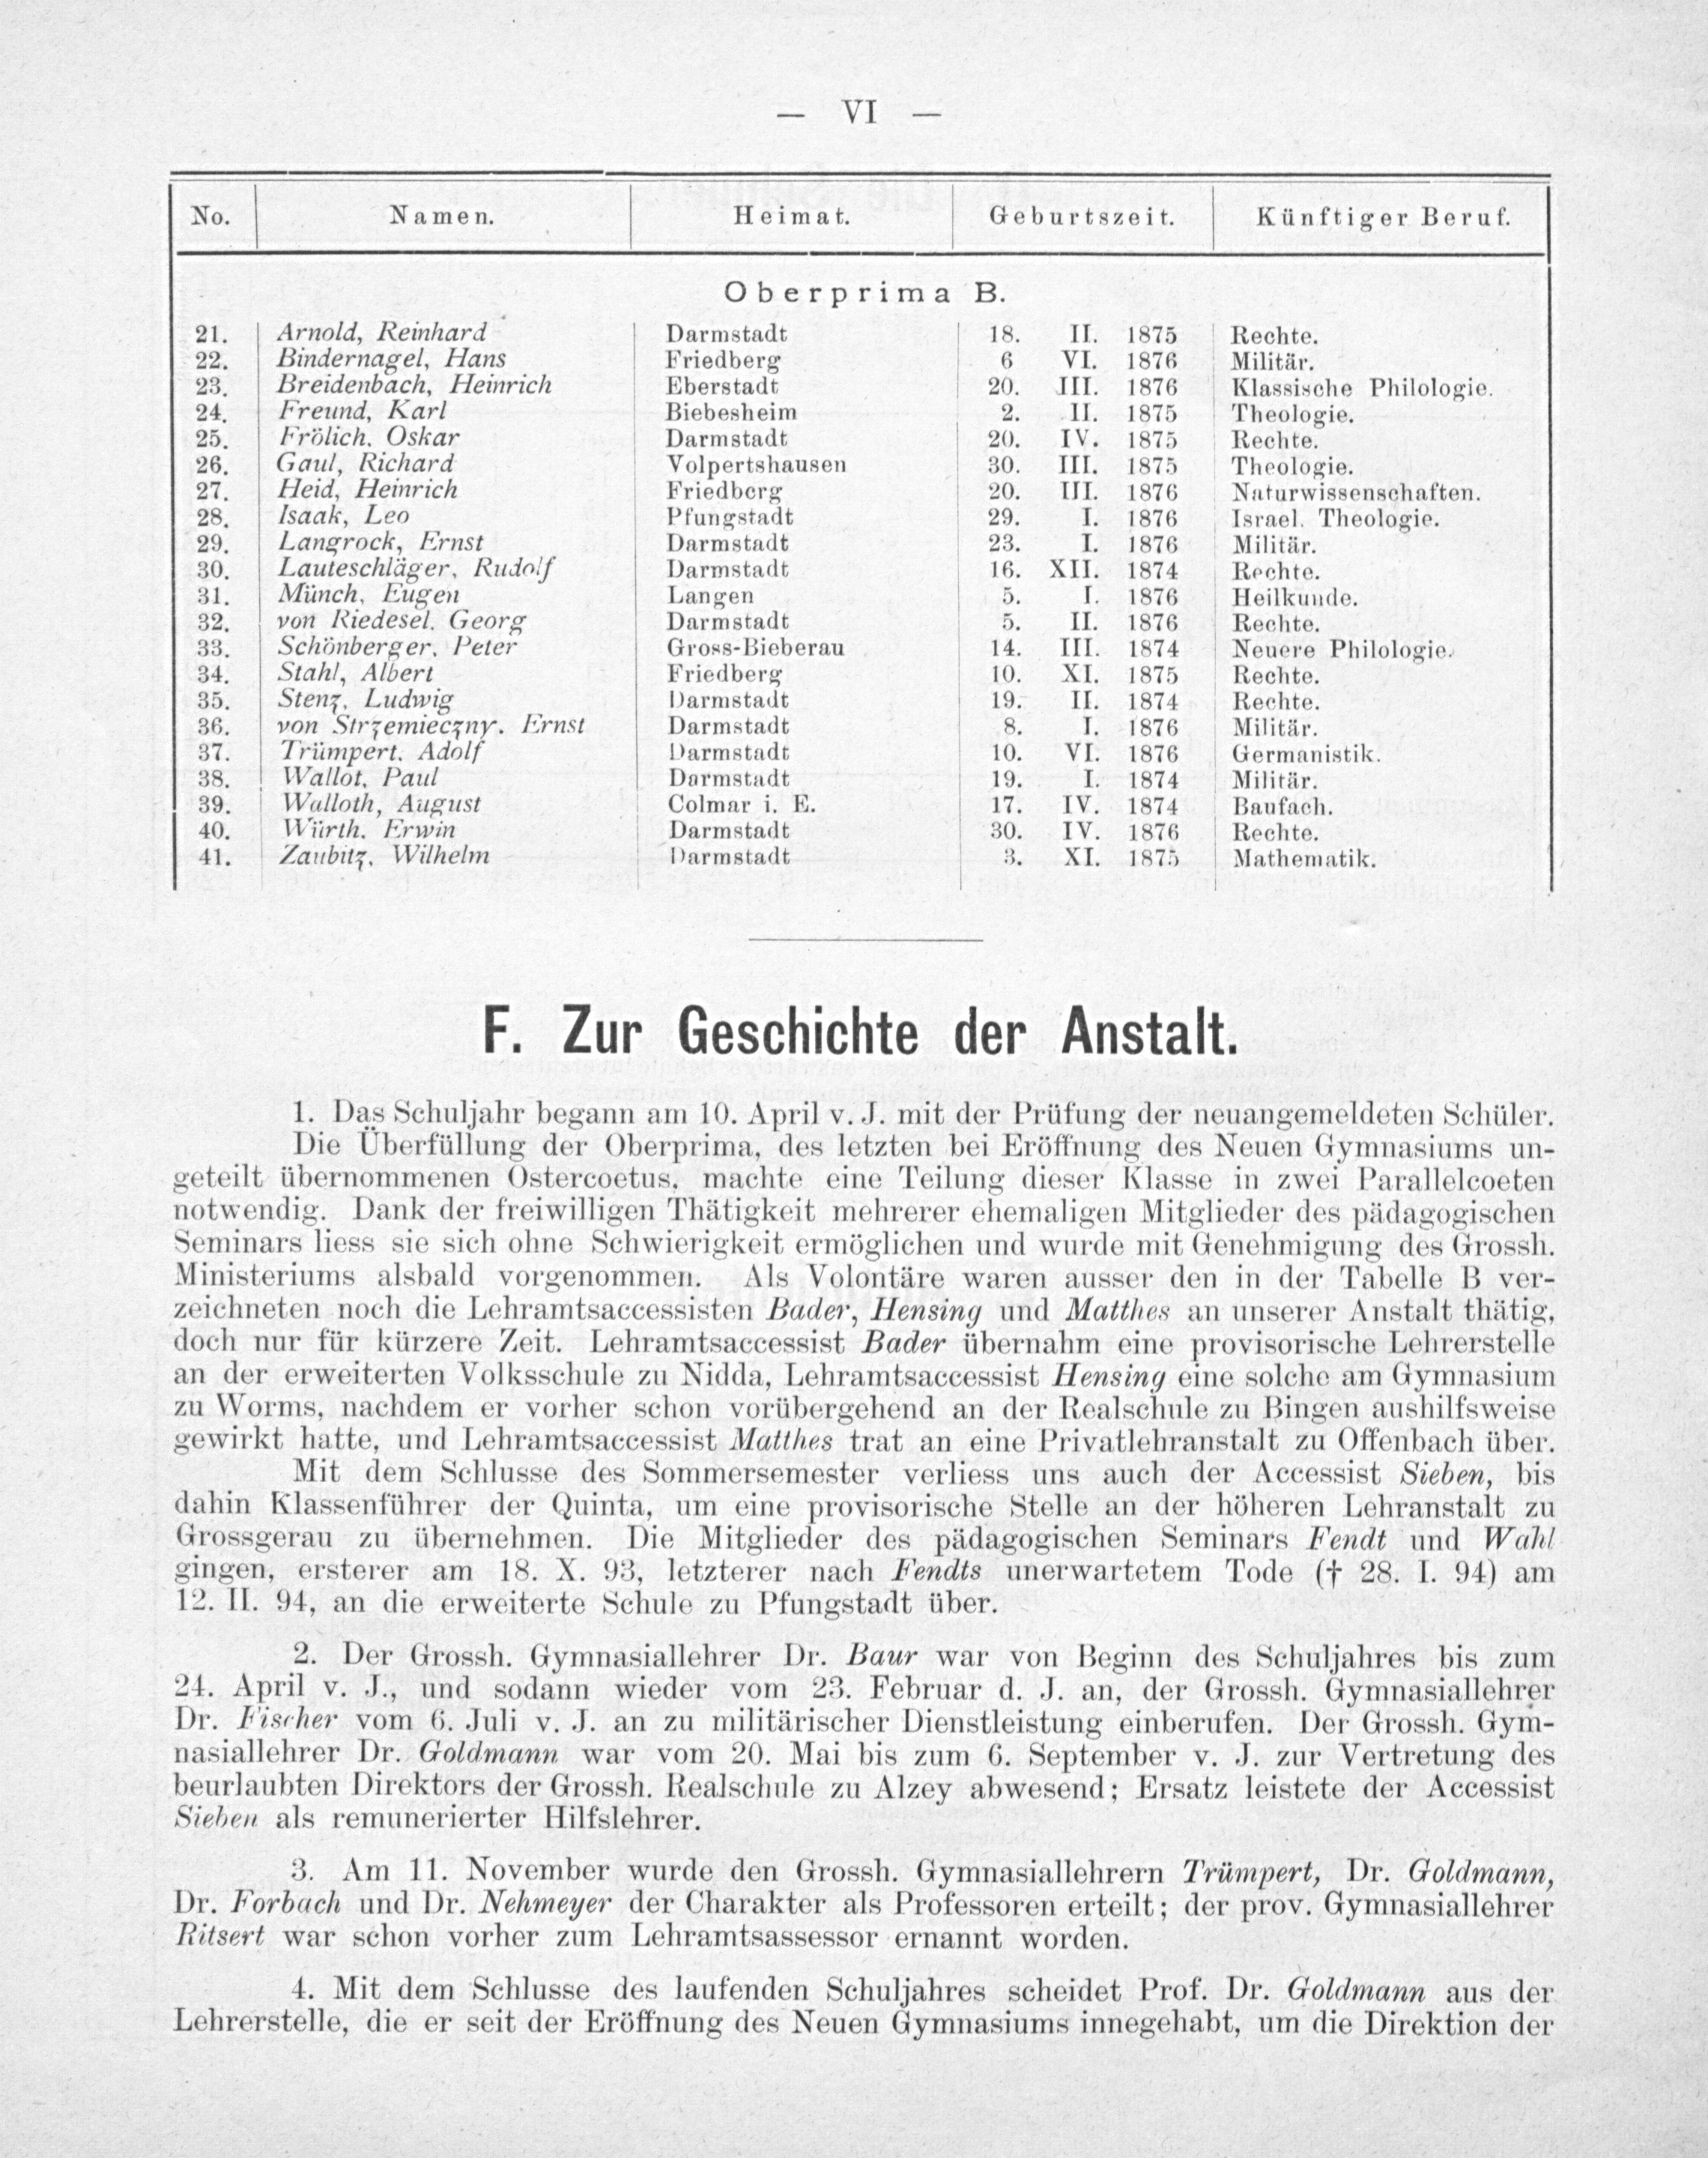 — VI —
No. Namen. Heimat. Geburtszeit. Künftiger Beruf.
Oberprima B.
21. Arnold, Reinhard Darmstadt 18. II. 1875 Rechte.
22. Bindernagel, Hans Friedberg 6 VI. 1876 Militär.
23. Breidenbach, Heinrich Eberstadt 20. III. 1876 Klassische Philologie.
24. Freund, Karl Biebesheim 2. II. 1875 Theologie.
25. Frölich, Oskar Darmstadt 20. IV. 1875 Rechte.
26. Gaul, Richard Volpertshausen 30. III. 1875 Theologie.
27. Heid, Heinrich Friedberg 20. III. 1876 Naturwissenschaften.
28. Isaak, Leo Pfungstadt 29. I. 1876 Israel. Theologie.
29. Langrock, Ernst Darmstadt 23. I. 1876 Militär.
30. Lauteschläger, Rudolf Darmstadt 16. XII. 1874 Rechte.
31. Münch, Eugen Langen 5. I. 1876 Heilkunde.
32. von Riedesel, Georg Darmstadt 5. II. 1876 Rechte.
33. Schönberger, Peter Gross-Bieberau 14. III. 1874 Neuere Philologie.
34. Stahl, Albert Friedberg 10. XI. 1875 Rechte.
35. Stenz, Ludwig Darmstadt 19. II. 1874 Rechte.
36. von Strzemieczny, Ernst Darmstadt 8. I. 1876 Militär.
37. Trümpert, Adolf Darmstadt 10. VI. 1876 Germanistik.
38. Wallot, Paul Darmstadt 19. I. 1874 Militär.
39. Walloth, August Colmar i. E. 17. IV. 1874 Baufach.
40. Würth, Erwin Darmstadt 30. IV. 1876 Rechte.
41. Zaubitz, Wilhelm Darmstadt 3. XI. 1875 Mathematik.
F. Zur Geschichte der Anstalt.
1. Das Schuljahr begann am 10. April v. J. mit der Prüfung der neuangemeldeten Schüler.
Die Überfüllung der Oberprima, des letzten bei Eröffnung des Neuen Gymnasiums un-
geteilt übernommenen Ostercoetus, machte eine Teilung dieser Klasse in zwei Parallelcoeten
notwendig. Dank der freiwilligen Thätigkeit mehrerer ehemaligen Mitglieder des pädagogischen
Seminars liess sie sich ohne Schwierigkeit ermöglichen und wurde mit Genehmigung des Grossh.
Ministeriums alsbald vorgenommen. Als Volontäre waren ausser den in der Tabelle B ver-
zeichneten noch die Lehramtsaccessisten Bader, Hensing und Matthes an unserer Anstalt thätig,
doch nur für kürzere Zeit. Lehramtsaccessist Bader übernahm eine provisorische Lehrerstelle
an der erweiterten Volksschule zu Nidda, Lehramtsaccessist Hensing eine solche am Gymnasium
zu Worms, nachdem er vorher schon vorübergehend an der Realschule zu Bingen aushilfsweise
gewirkt hatte, und Lehramtsaccessist Matthes trat an eine Privatlehranstalt zu Offenbach über.
Mit dem Schlusse des Sommersemester verliess uns auch der Accessist Sieben, bis
dahin Klassenführer der Quinta, um eine provisorische Stelle an der höheren Lehranstalt zu
Grossgerau zu übernehmen. Die Mitglieder des pädagogischen Seminars Fendt und Wahl
gingen, ersterer am 18. X. 93, letzterer nach Fendts unerwartetem Tode († 28. I. 94) am
12. II. 94, an die erweiterte Schule zu Pfungstadt über.
2. Der Grossh. Gymnasiallehrer Dr. Baur war von Beginn des Schuljahres bis zum
24. April v. J., und sodann wieder vom 23. Februar d. J. an, der Grossh. Gymnasiallehrer
Dr. Fischer vom 6. Juli v. J. an zu militärischer Dienstleistung einberufen. Der Grossh. Gym-
nasiallehrer Dr. Goldmann war vom 20. Mai bis zum 6. September v. J. zur Vertretung des
beurlaubten Direktors der Grossh. Realschule zu Alzey abwesend; Ersatz leistete der Accessist
Sieben als remunerierter Hilfslehrer.
3. Am 11. November wurde den Grossh. Gymnasiallehrern Trümpert, Dr. Goldmann,
Dr. Forbach und Dr. Nehmeyer der Charakter als Professoren erteilt; der prov. Gymnasiallehrer
Ritsert war schon vorher zum Lehramtsassessor ernannt worden.
4. Mit dem Schlusse des laufenden Schuljahres scheidet Prof. Dr. Goldmann aus der
Lehrerstelle, die er seit der Eröffnung des Neuen Gymnasiums innegehabt, um die Direktion der